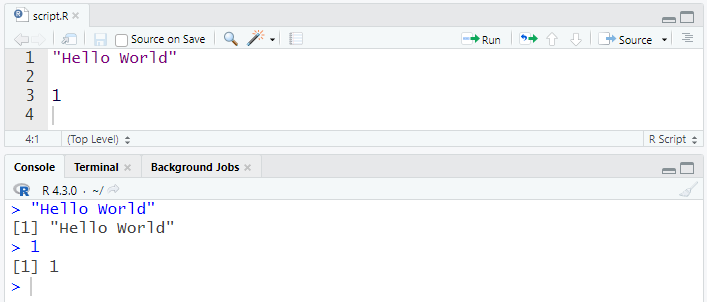 script.R
Source on Save
Run
Source
1 "Hello World"
2
3 1
4
4:1 (Top Level) R Script
Console Terminal Background Jobs
R R 4.3.0 · ~/
> "Hello World"
[1] "Hello World"
> 1
[1] 1
>